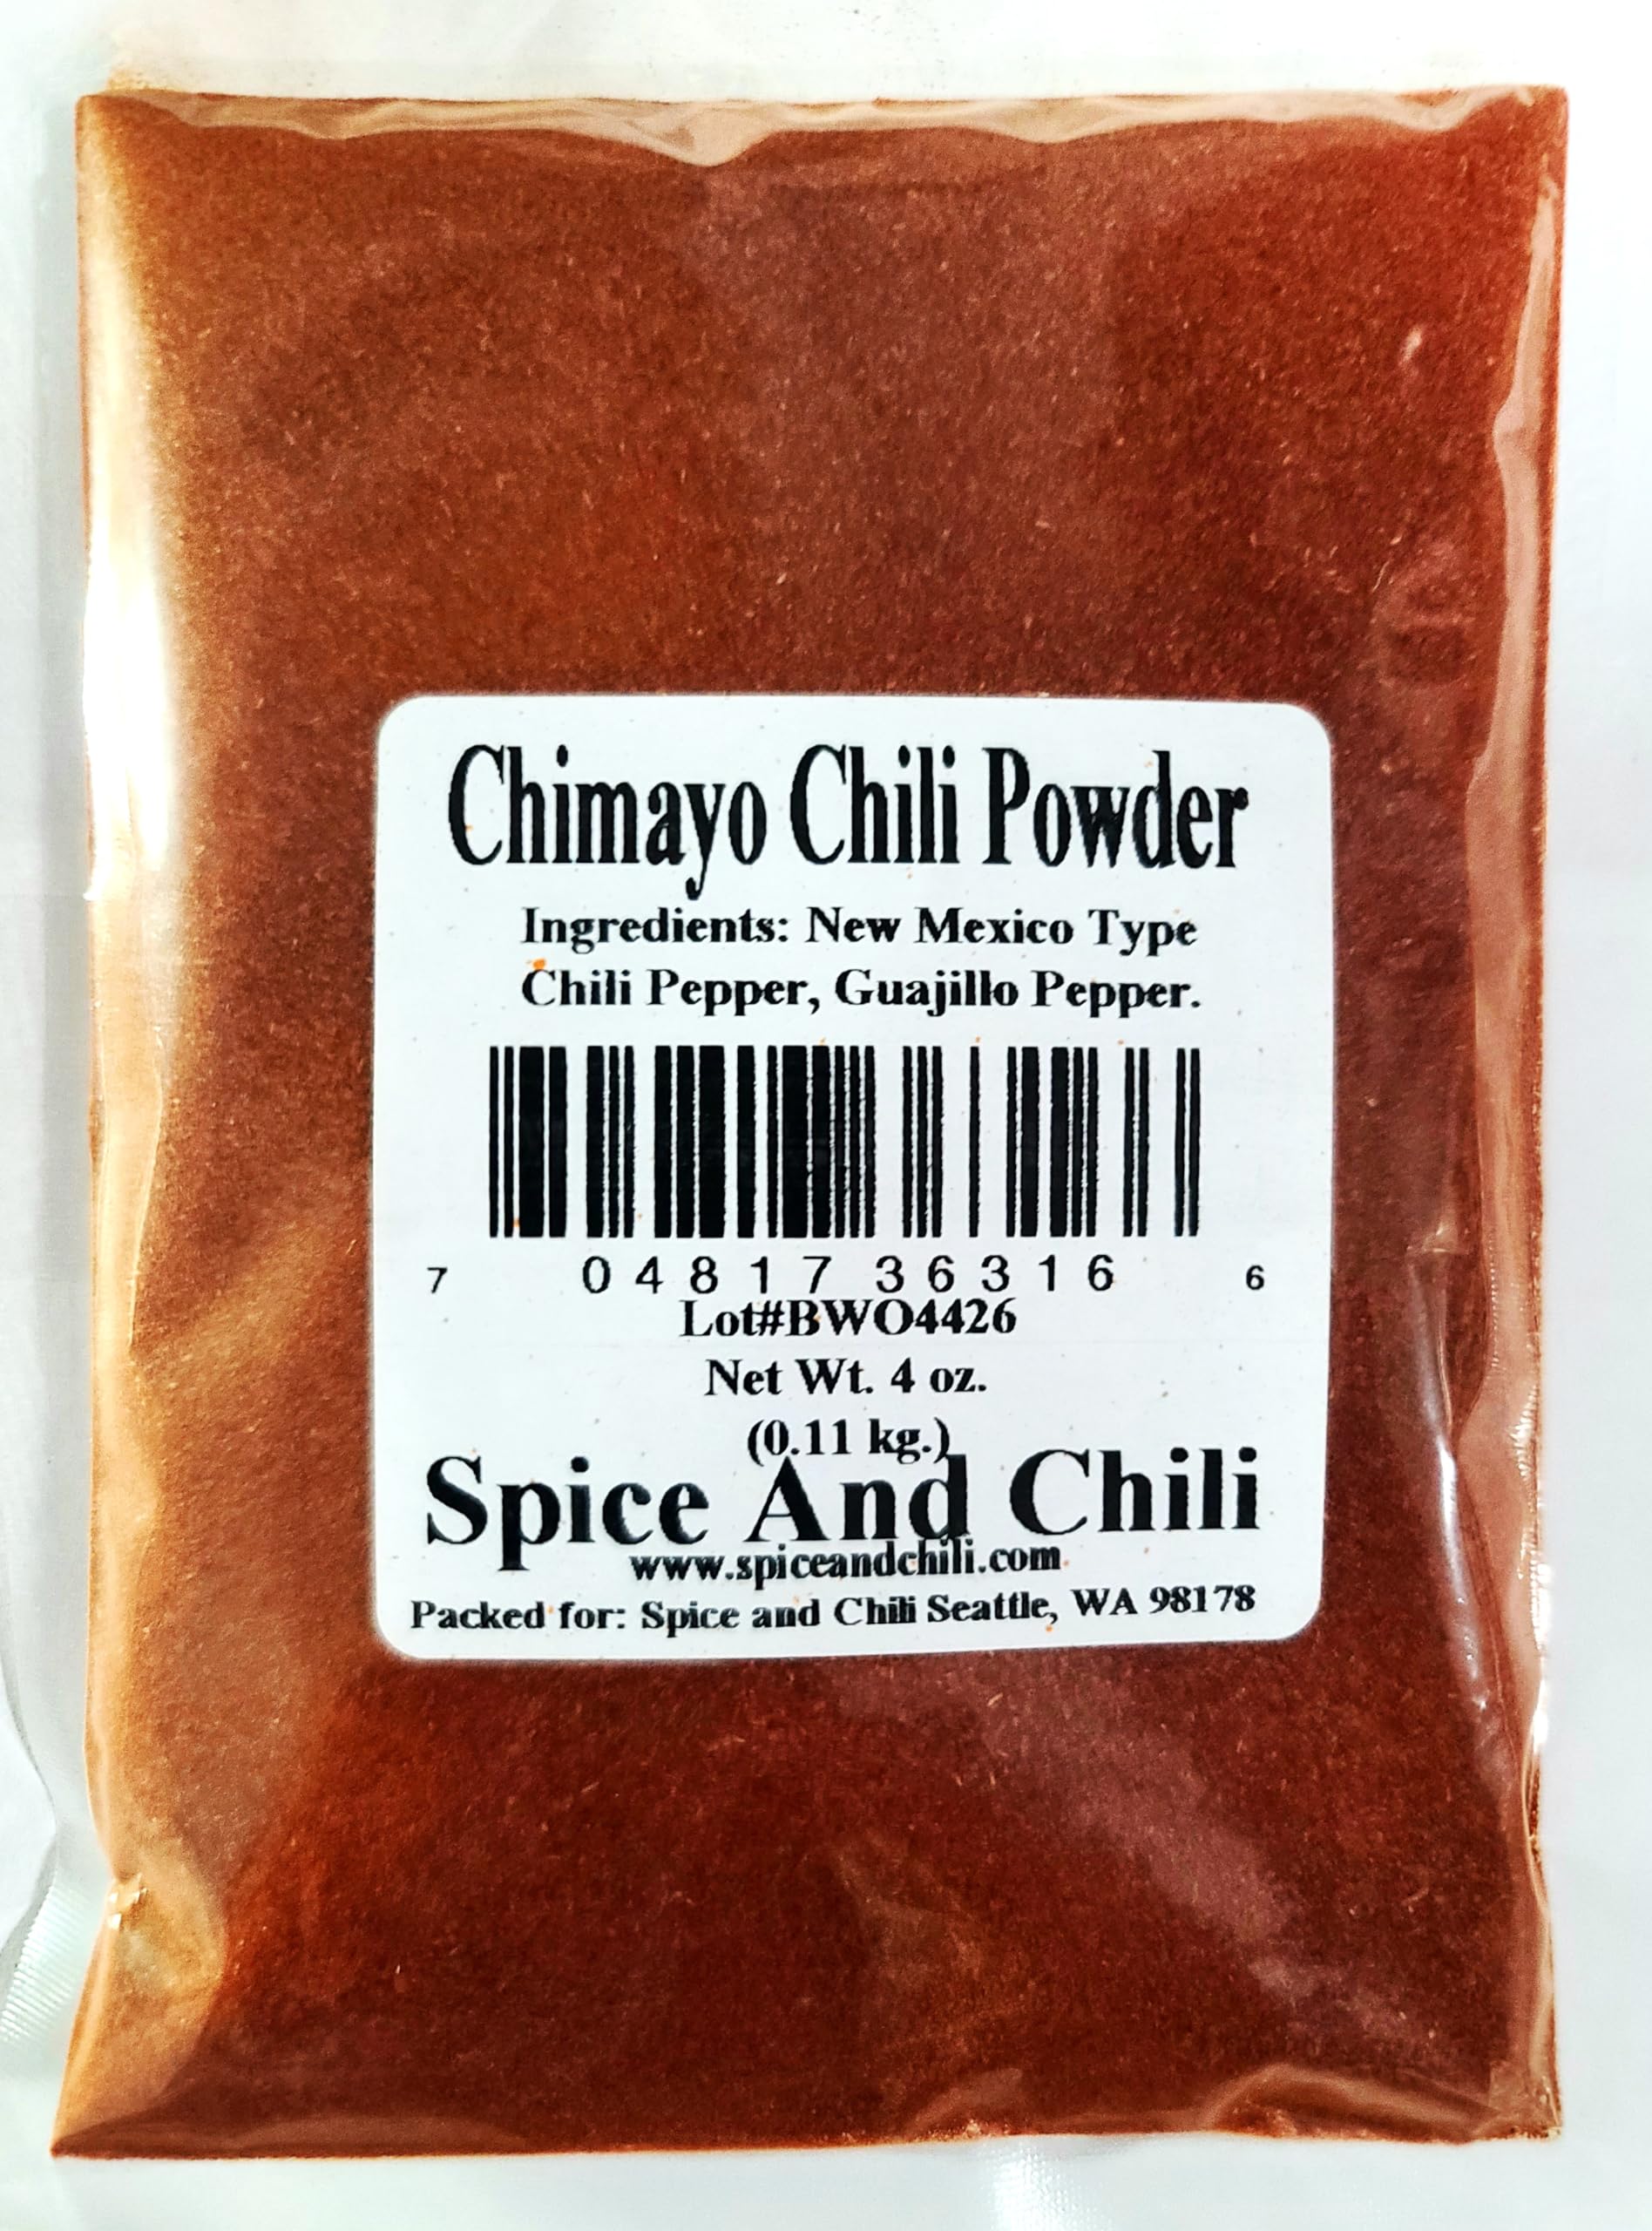 Chimayo Chili Powder
Ingredients: New Mexico Type
Chili Pepper, Guajillo Pepper.
7 04817 36316 6
Lot#BWO4426
Net Wt. 4 oz.
(0.11 kg.)
Spice And Chili
www.spiceandchili.com
Packed for: Spice and Chili Seattle, WA 98178